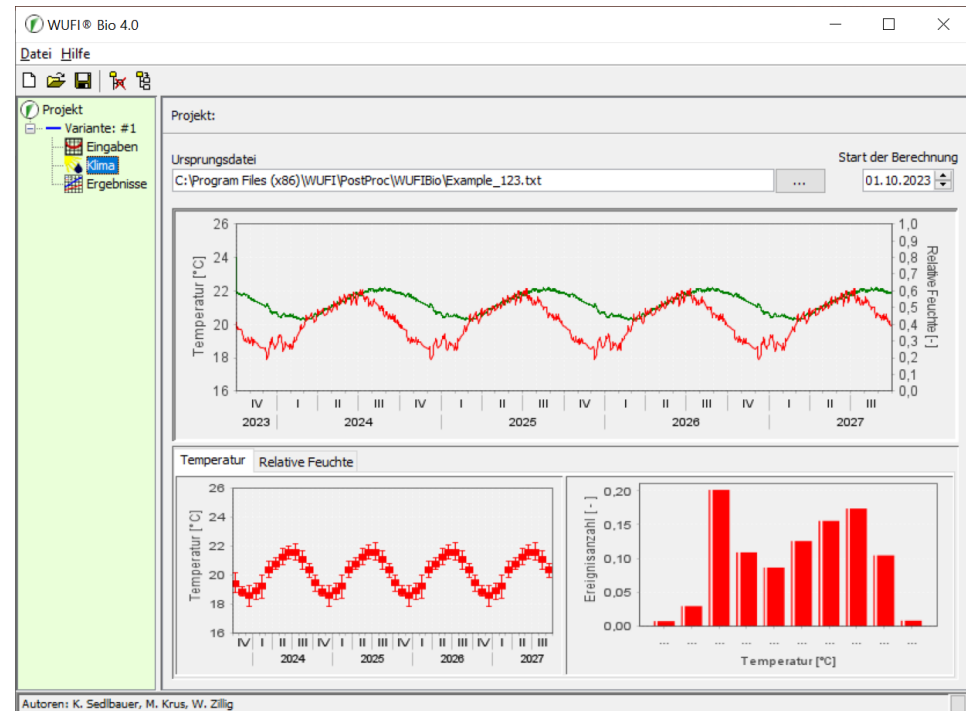 WUFI® Bio 4.0
Datei Hilfe
Projekt
Variante: #1
Eingaben
Klima
Ergebnisse
Projekt:
Ursprungsdatei
Start der Berechnung
C:\Program Files (x86)\WUFI\PostProc\WUFIBio\Example_123.txt
...
01.10.2023
Temperatur [°C]
26
24
22
20
18
16
1,0
0,9
0,8
0,7
0,6
0,5
0,4
0,3
0,2
0,1
0,0
Relative Feuchte [-]
IV I II III IV I II III IV I II III IV I II III
2023 2024 2025 2026 2027
Temperatur Relative Feuchte
Temperatur [°C]
26
24
22
20
18
16
IV I II III IV I II III IV I II III IV I II III
2024 2025 2026 2027
Ereignisanzahl [-]
0,20
0,15
0,10
0,05
0,00
... ... ... ... ... ... ... ... ... ...
Temperatur [°C]
Autoren: K. Sedlbauer, M. Krus, W. Zillig